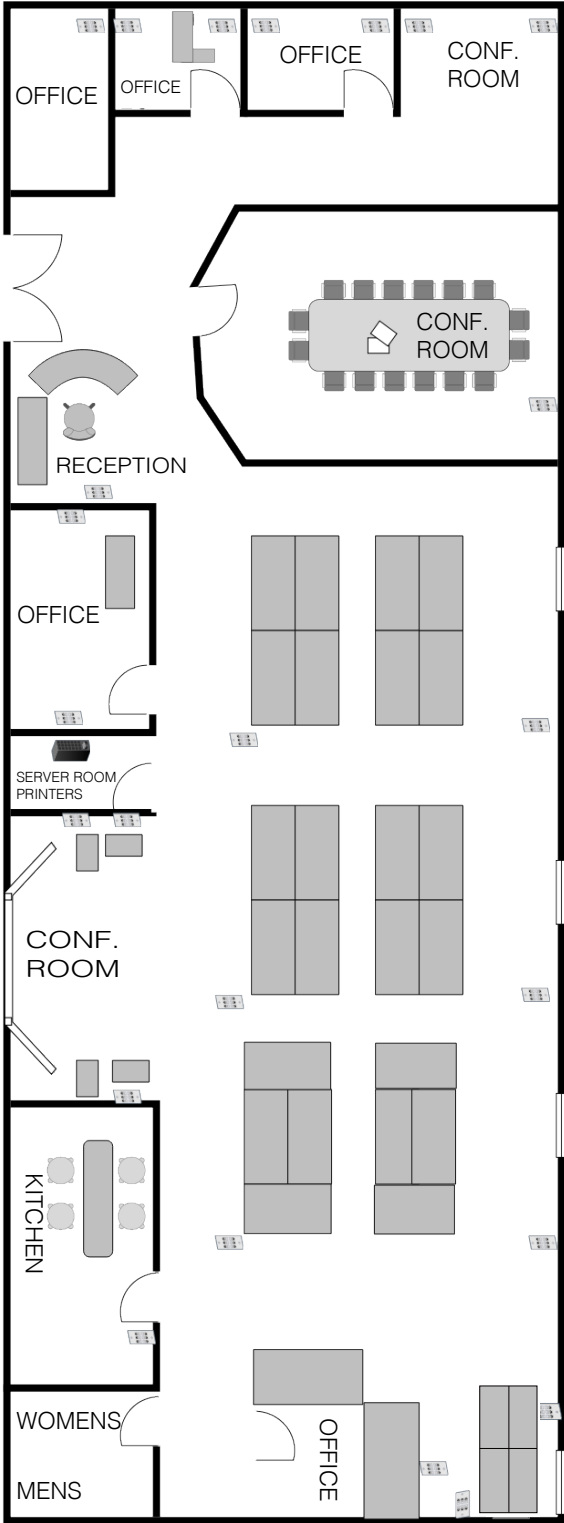 OFFICE
OFFICE
OFFICE
CONF.
ROOM
CONF.
ROOM
RECEPTION
OFFICE
SERVER ROOM
PRINTERS
CONF.
ROOM
KITCHEN
WOMENS
OFFICE
MENS